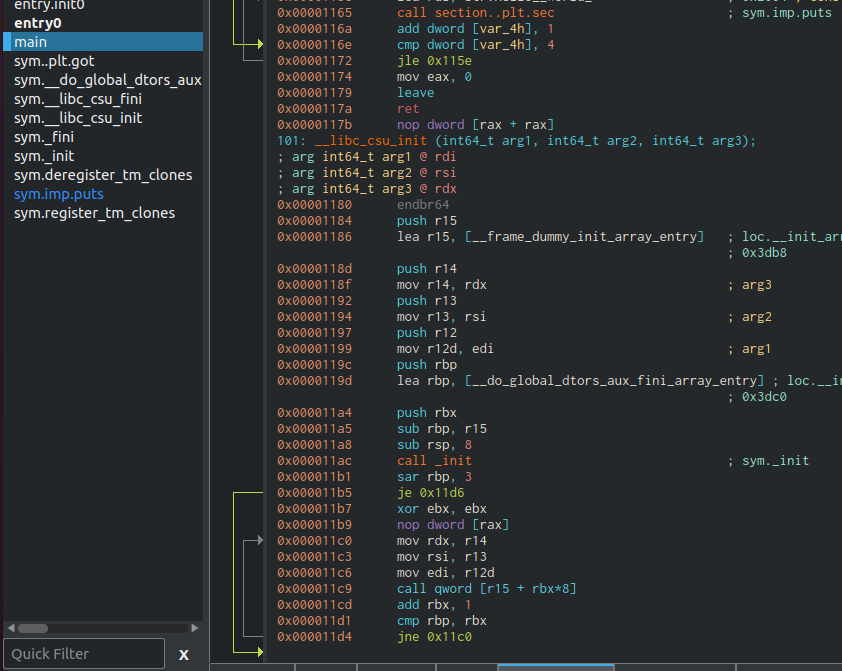 entry.init0
entry0
main
sym..plt.got
sym.__do_global_dtors_aux
sym.__libc_csu_fini
sym.__libc_csu_init
sym._fini
sym._init
sym.deregister_tm_clones
sym.imp.puts
sym.register_tm_clones
Quick Filter X
0x00001165 call section..plt.sec ; sym.imp.puts
0x0000116a add dword [var_4h], 1
0x0000116e cmp dword [var_4h], 4
0x00001172 jle 0x115e
0x00001174 mov eax, 0
0x00001179 leave
0x0000117a ret
0x0000117b nop dword [rax + rax]
101: __libc_csu_init (int64_t arg1, int64_t arg2, int64_t arg3);
; arg int64_t arg1 @ rdi
; arg int64_t arg2 @ rsi
; arg int64_t arg3 @ rdx
0x00001180 endbr64
0x00001184 push r15
0x00001186 lea r15, [__frame_dummy_init_array_entry] ; loc.__init_arr
; 0x3db8
0x0000118d push r14
0x0000118f mov r14, rdx ; arg3
0x00001192 push r13
0x00001194 mov r13, rsi ; arg2
0x00001197 push r12
0x00001199 mov r12d, edi ; arg1
0x0000119c push rbp
0x0000119d lea rbp, [__do_global_dtors_aux_fini_array_entry] ; loc.__in
; 0x3dc0
0x000011a4 push rbx
0x000011a5 sub rbp, r15
0x000011a8 sub rsp, 8
0x000011ac call _init ; sym._init
0x000011b1 sar rbp, 3
0x000011b5 je 0x11d6
0x000011b7 xor ebx, ebx
0x000011b9 nop dword [rax]
0x000011c0 mov rdx, r14
0x000011c3 mov rsi, r13
0x000011c6 mov edi, r12d
0x000011c9 call qword [r15 + rbx*8]
0x000011cd add rbx, 1
0x000011d1 cmp rbp, rbx
0x000011d4 jne 0x11c0